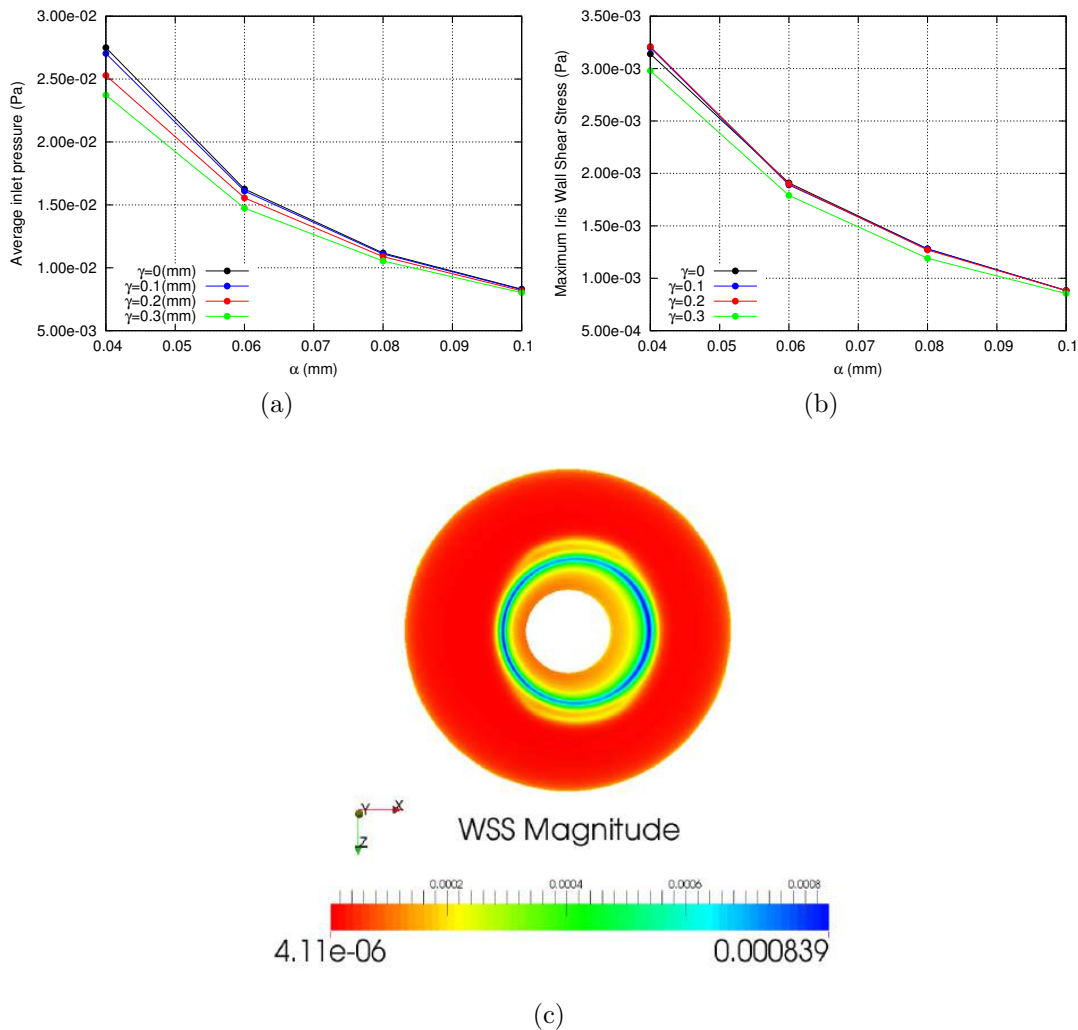 3.00e-02
2.50e-02
2.00e-02
1.50e-02
1.00e-02
5.00e-03
0.04 0.05 0.06 0.07 0.08 0.09 0.1
Average inlet pressure (Pa)
α (mm)
γ=0(mm)
γ=0.1(mm)
γ=0.2(mm)
γ=0.3(mm)
(a)
3.50e-03
3.00e-03
2.50e-03
2.00e-03
1.50e-03
1.00e-03
5.00e-04
0.04 0.05 0.06 0.07 0.08 0.09 0.1
Maximum Iris Wall Shear Stress (Pa)
α (mm)
γ=0
γ=0.1
γ=0.2
γ=0.3
(b)
Y X
Z
WSS Magnitude
0.0002 0.0004 0.0006 0.0008
4.11e-06 0.000839
(c)